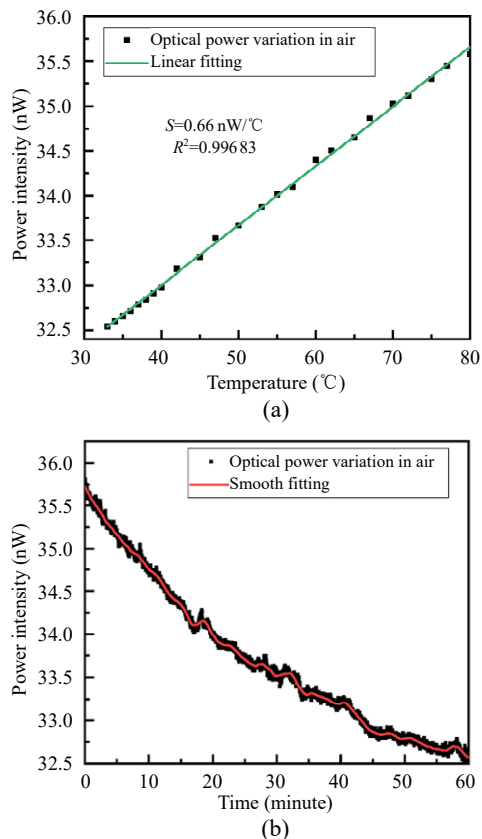 36.0
35.5
35.0
34.5
34.0
33.5
33.0
32.5
Power intensity (nW)
Optical power variation in air
Linear fitting
S=0.66 nW/℃
R²=0.996 83
30 40 50 60 70 80
Temperature (℃)
(a)
36.0
35.5
35.0
34.5
34.0
33.5
33.0
32.5
Power intensity (nW)
Optical power variation in air
Smooth fitting
0 10 20 30 40 50 60
Time (minute)
(b)